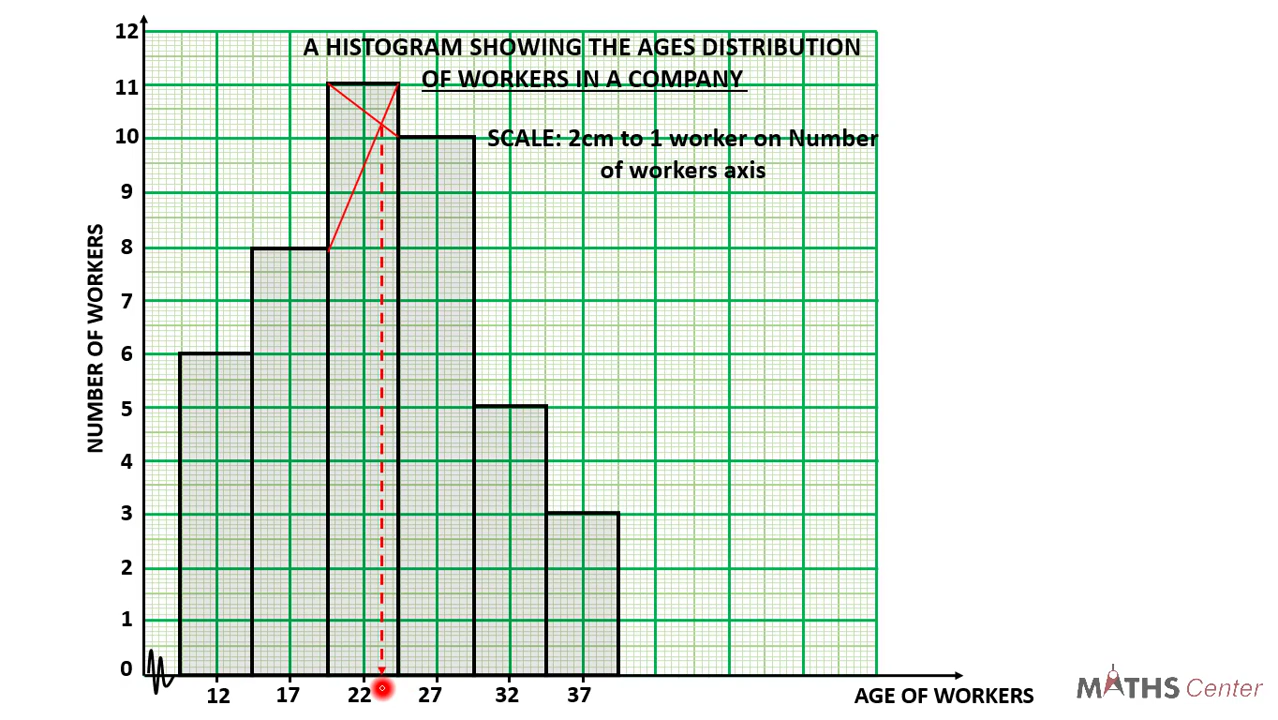 A HISTOGRAM SHOWING THE AGES DISTRIBUTION
OF WORKERS IN A COMPANY
SCALE: 2cm to 1 worker on Number
of workers axis
NUMBER OF WORKERS
12
11
10
9
8
7
6
5
4
3
2
1
0
12 17 22 27 32 37
AGE OF WORKERS
MATHS Center